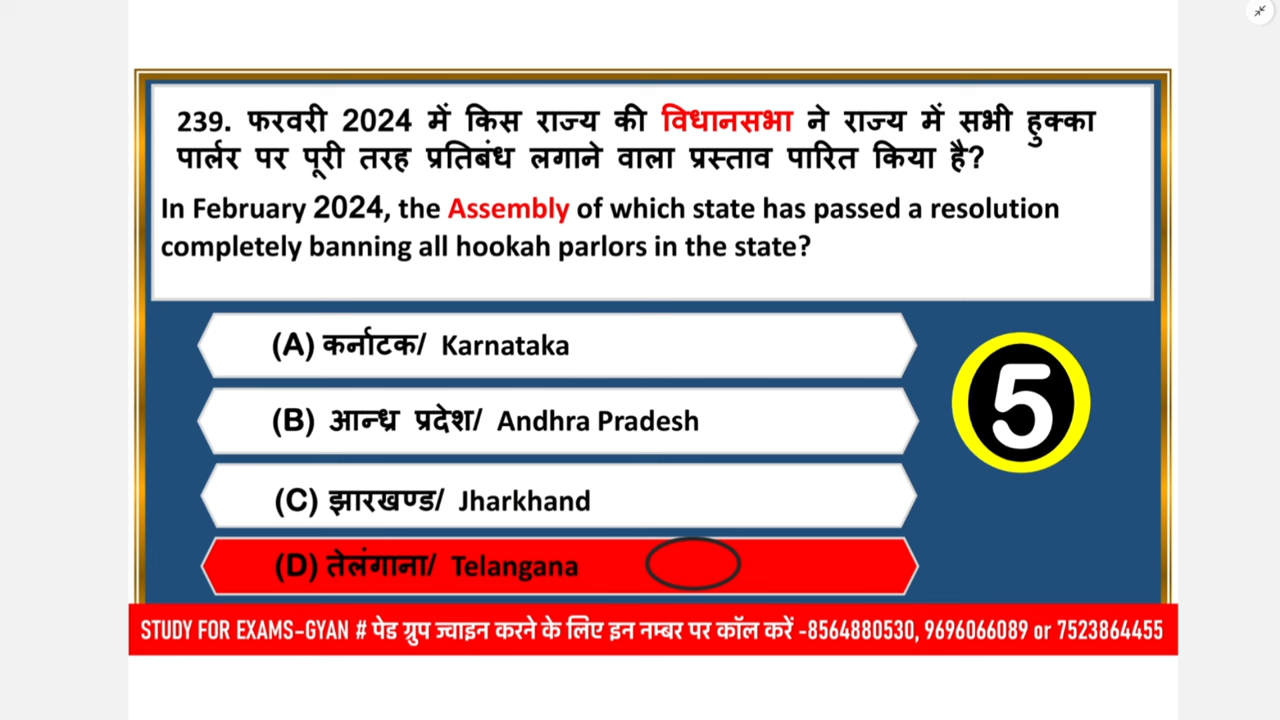 239. फरवरी 2024 में किस राज्य की विधानसभा ने राज्य में सभी हुक्का
पार्लर पर पूरी तरह प्रतिबंध लगाने वाला प्रस्ताव पारित किया है?
In February 2024, the Assembly of which state has passed a resolution
completely banning all hookah parlors in the state?
(A) कर्नाटक/ Karnataka
(B) आन्ध्र प्रदेश/ Andhra Pradesh
5
(C) झारखण्ड/ Jharkhand
(D) तेलंगाना/ Telangana
STUDY FOR EXAMS-GYAN # पेड ग्रुप ज्वाइन करने के लिए इन नम्बर पर कॉल करें -8564880530, 9696066089 or 7523864455